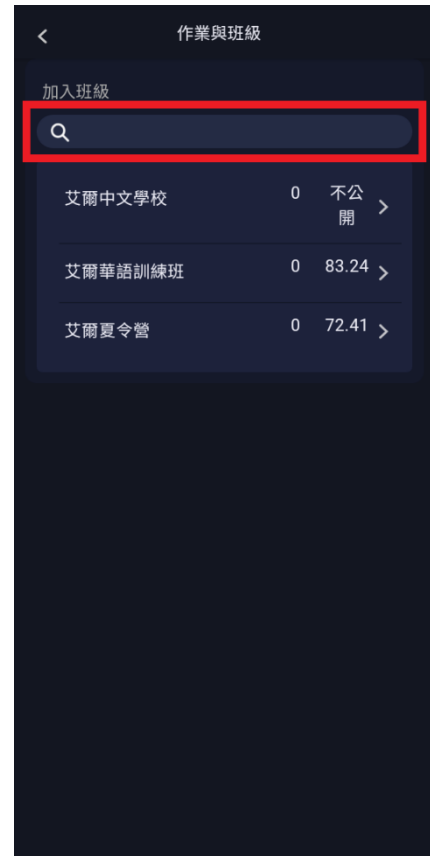 作業與班級
加入班級
艾爾中文學校 0 不公
開
艾爾華語訓練班 0 83.24
艾爾夏令營 0 72.41